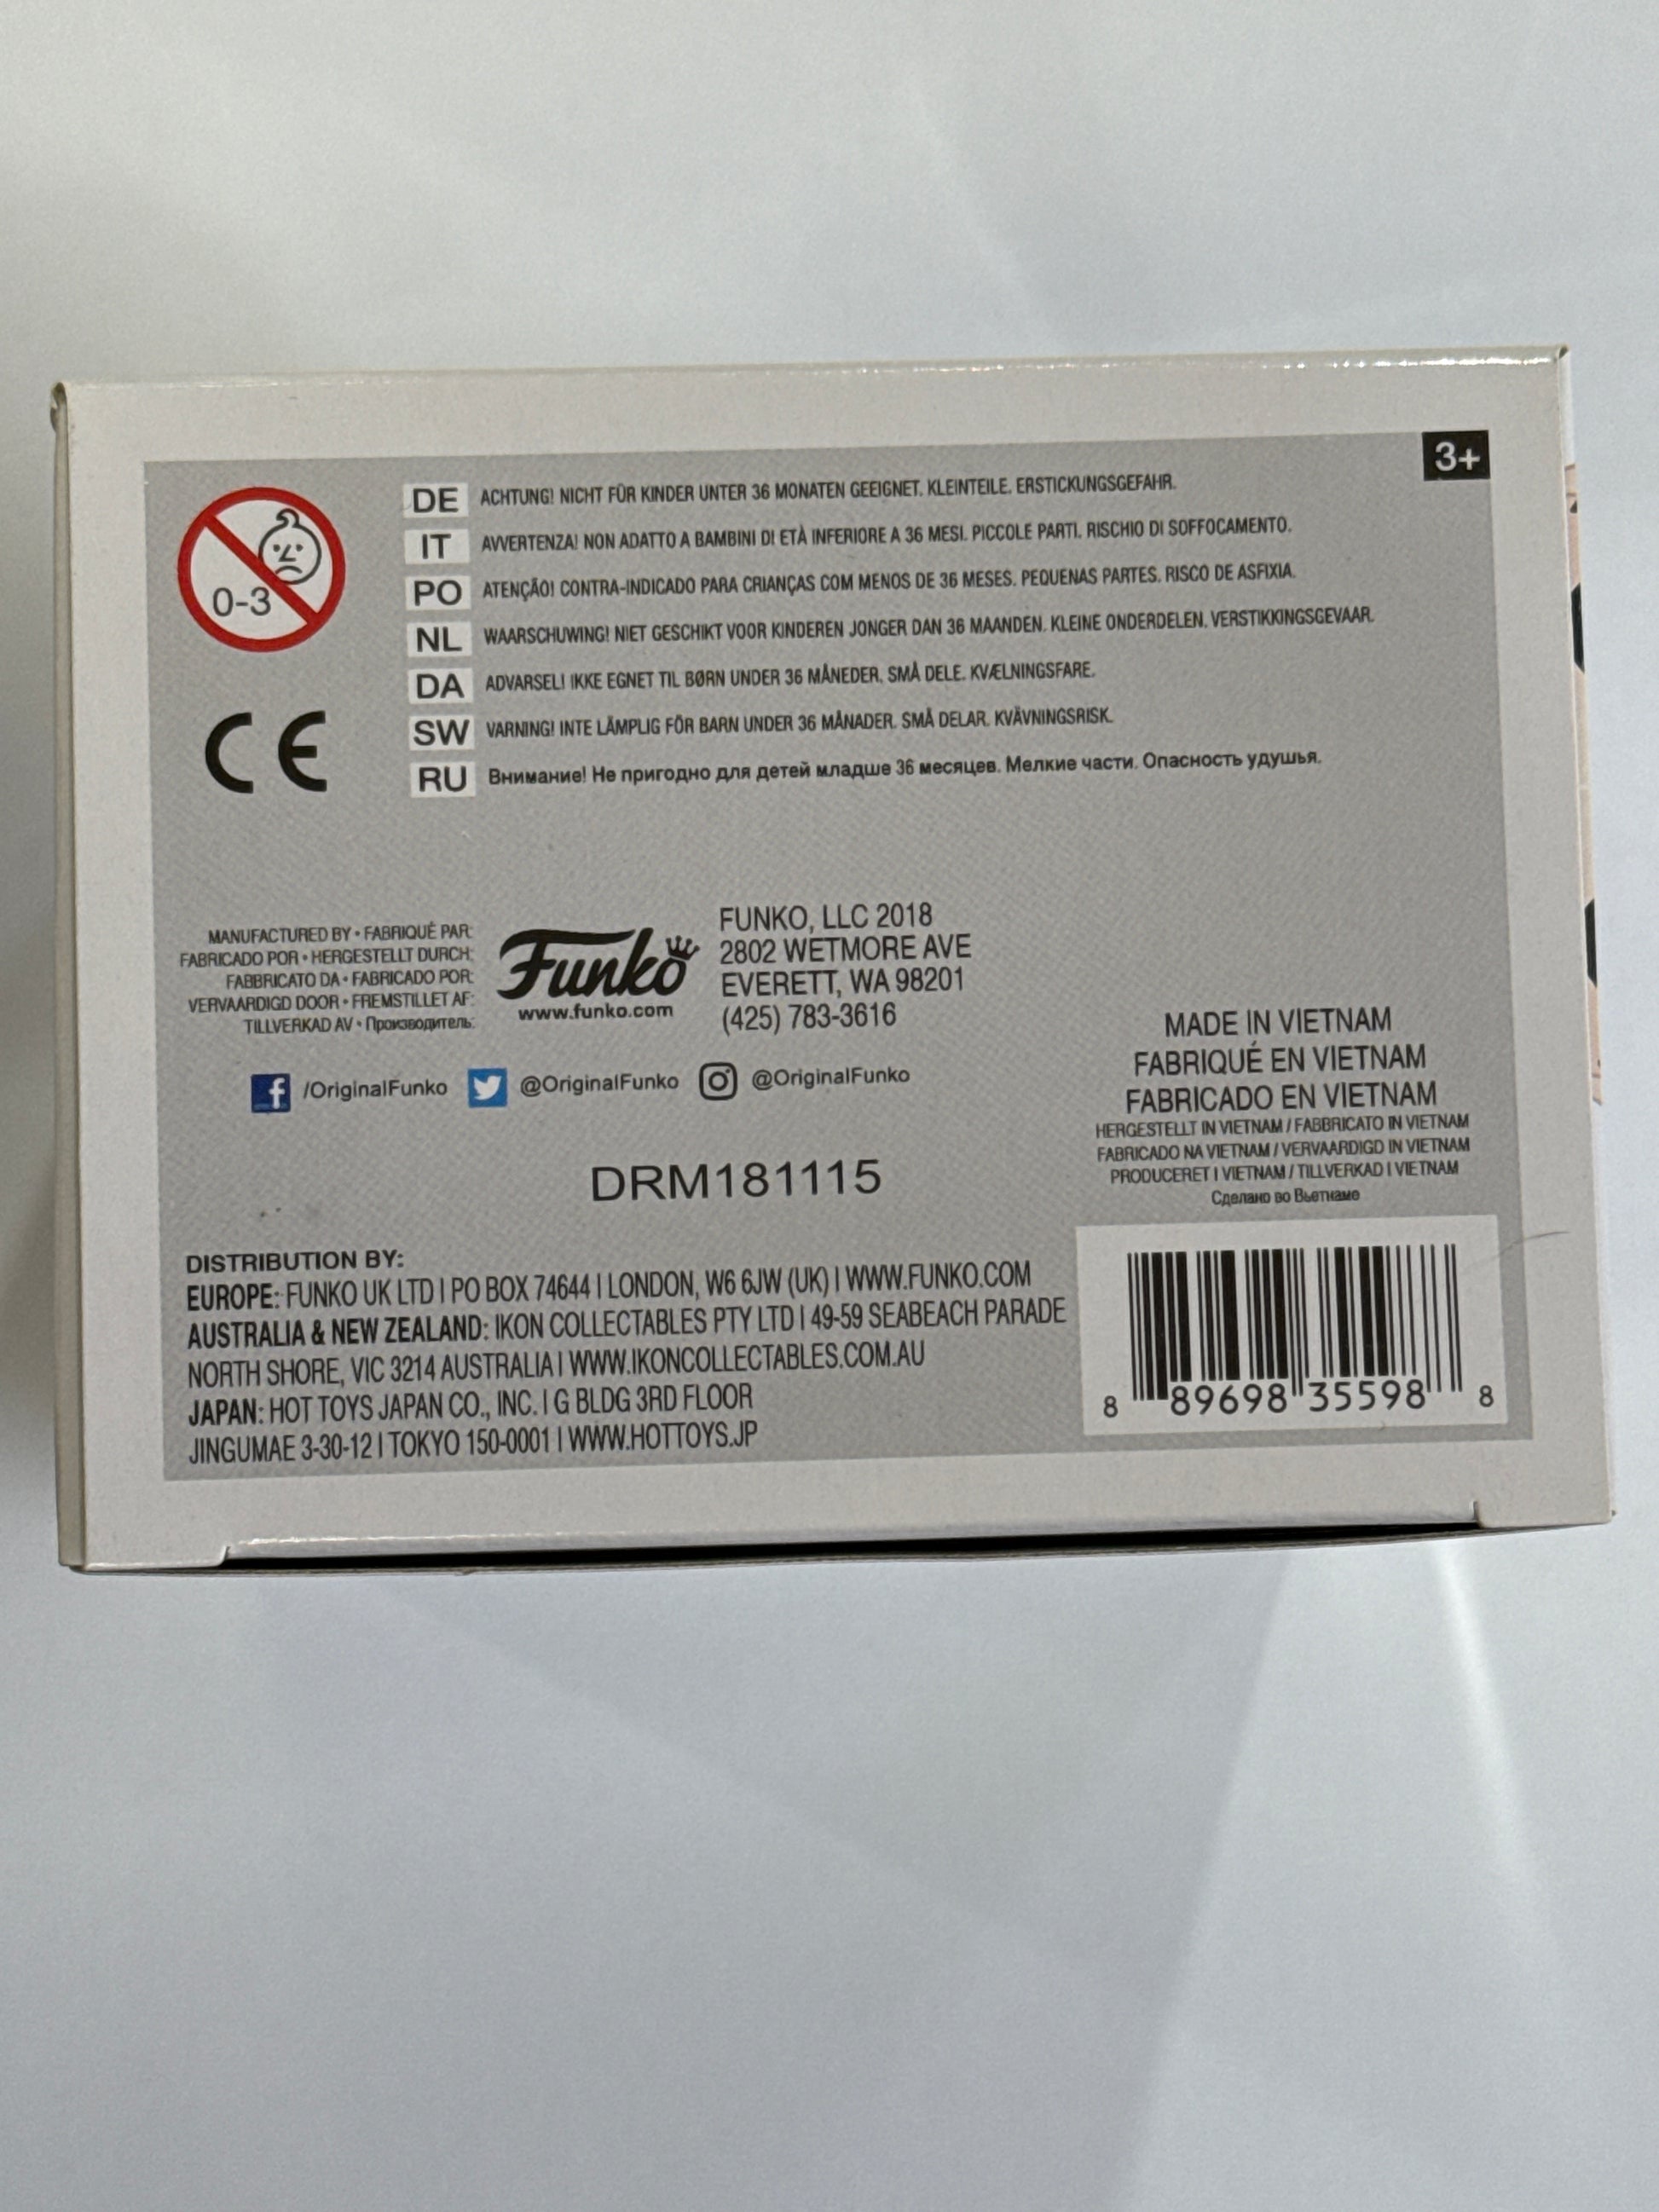 3+
0-3
DE ACHTUNG! NICHT FÜR KINDER UNTER 36 MONATEN GEEIGNET. KLEINTEILE. ERSTICKUNGSGEFAHR.
IT AVVERTENZA! NON ADATTO A BAMBINI DI ETÀ INFERIORE A 36 MESI. PICCOLE PARTI. RISCHIO DI SOFFOCAMENTO.
PO ATENÇÃO! CONTRA-INDICADO PARA CRIANÇAS COM MENOS DE 36 MESES. PEQUENAS PARTES. RISCO DE ASFIXIA.
NL WAARSCHUWING! NIET GESCHIKT VOOR KINDEREN JONGER DAN 36 MAANDEN. KLEINE ONDERDELEN. VERSTIKKINGSGEVAAR.
DA ADVARSEL! IKKE EGNET TIL BØRN UNDER 36 MÅNEDER. SMÅ DELE. KVÆLNINGSFARE.
SW VARNING! INTE LÄMPLIG FÖR BARN UNDER 36 MÅNADER. SMÅ DELAR. KVÄVNINGSRISK.
RU Внимание! Не пригодно для детей младше 36 месяцев. Мелкие части. Опасность удушья.
CE
MANUFACTURED BY • FABRIQUÉ PAR:
FABRICADO POR • HERGESTELLT DURCH:
FABBRICATO DA • FABRICADO POR:
VERVAARDIGD DOOR • FREMSTILLET AF:
TILLVERKAD AV • Производитель:
Funko
www.funko.com
FUNKO, LLC 2018
2802 WETMORE AVE
EVERETT, WA 98201
(425) 783-3616
/OriginalFunko @OriginalFunko @OriginalFunko
MADE IN VIETNAM
FABRIQUÉ EN VIETNAM
FABRICADO EN VIETNAM
HERGESTELLT IN VIETNAM / FABBRICATO IN VIETNAM
FABRICADO NA VIETNAM / VERVAARDIGD IN VIETNAM
PRODUCERET I VIETNAM / TILLVERKAD I VIETNAM
Сделано во Вьетнаме
DRM181115
DISTRIBUTION BY:
EUROPE: FUNKO UK LTD | PO BOX 74644 | LONDON, W6 6JW (UK) | WWW.FUNKO.COM
AUSTRALIA & NEW ZEALAND: IKON COLLECTABLES PTY LTD | 49-59 SEABEACH PARADE
NORTH SHORE, VIC 3214 AUSTRALIA | WWW.IKONCOLLECTABLES.COM.AU
JAPAN: HOT TOYS JAPAN CO., INC. | G BLDG 3RD FLOOR
JINGUMAE 3-30-12 | TOKYO 150-0001 | WWW.HOTTOYS.JP
8 89698 35598 8